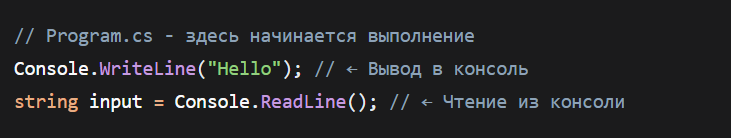 // Program.cs - здесь начинается выполнение
Console.WriteLine("Hello"); // ← Вывод в консоль
string input = Console.ReadLine(); // ← Чтение из консоли